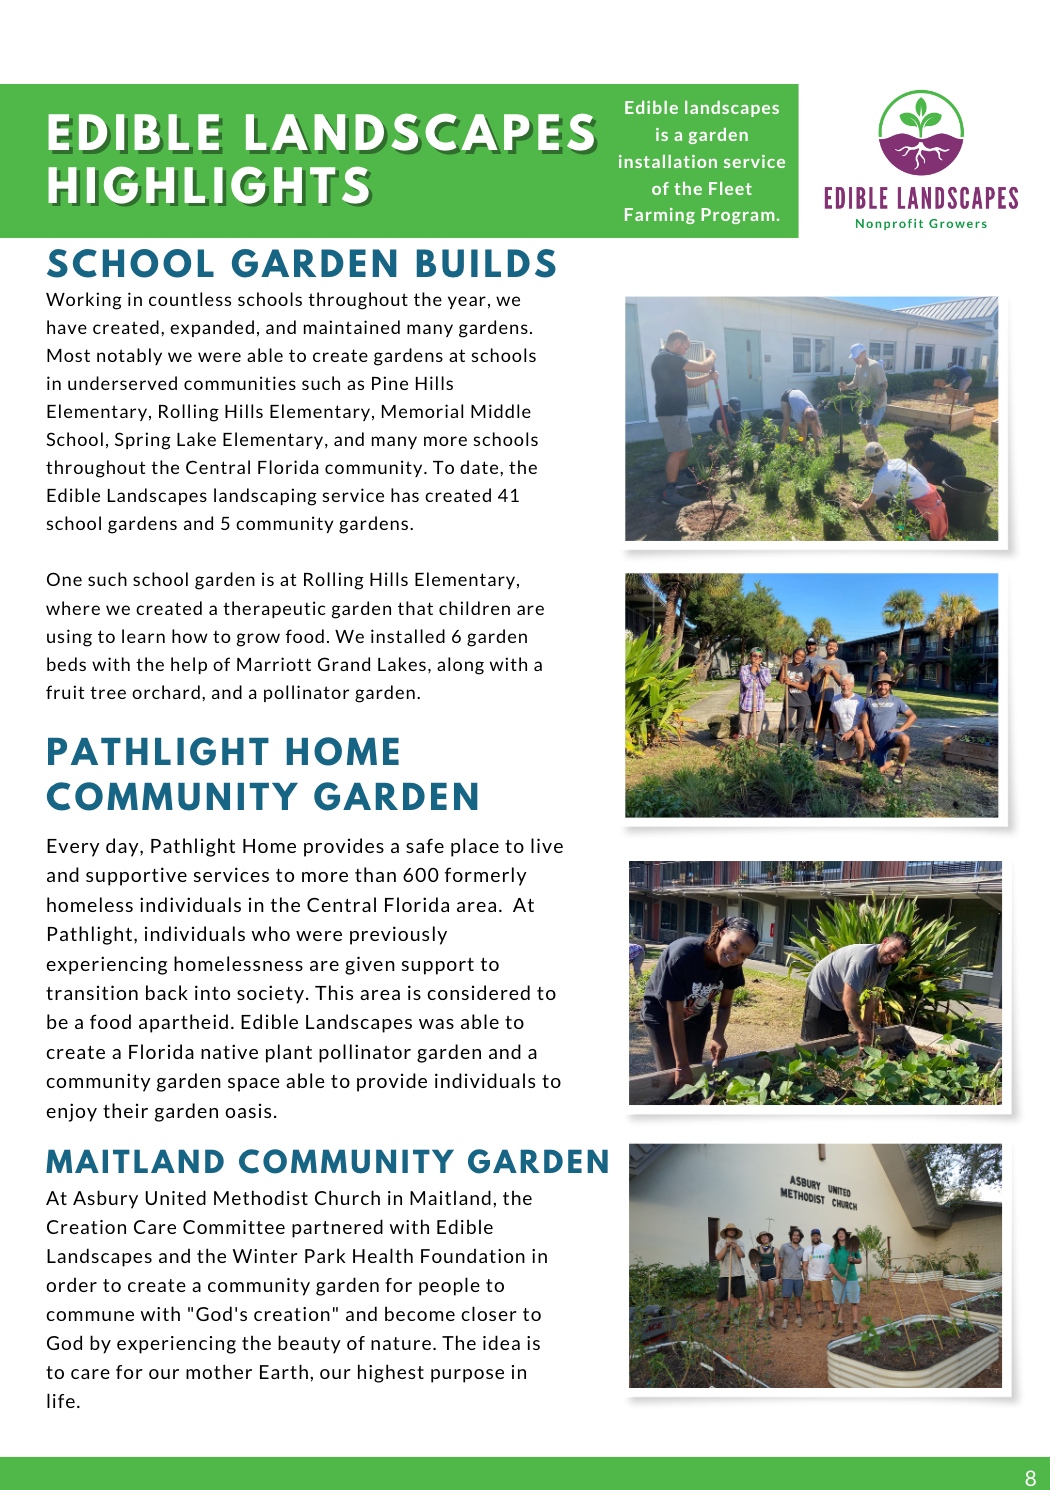 EDIBLE LANDSCAPES
HIGHLIGHTS
Edible landscapes
is a garden
installation service
of the Fleet
Farming Program.
EDIBLE LANDSCAPES
Nonprofit Growers
SCHOOL GARDEN BUILDS
Working in countless schools throughout the year, we
have created, expanded, and maintained many gardens.
Most notably we were able to create gardens at schools
in underserved communities such as Pine Hills
Elementary, Rolling Hills Elementary, Memorial Middle
School, Spring Lake Elementary, and many more schools
throughout the Central Florida community. To date, the
Edible Landscapes landscaping service has created 41
school gardens and 5 community gardens.
One such school garden is at Rolling Hills Elementary,
where we created a therapeutic garden that children are
using to learn how to grow food. We installed 6 garden
beds with the help of Marriott Grand Lakes, along with a
fruit tree orchard, and a pollinator garden.
PATHLIGHT HOME
COMMUNITY GARDEN
Every day, Pathlight Home provides a safe place to live
and supportive services to more than 600 formerly
homeless individuals in the Central Florida area.  At
Pathlight, individuals who were previously
experiencing homelessness are given support to
transition back into society. This area is considered to
be a food apartheid. Edible Landscapes was able to
create a Florida native plant pollinator garden and a
community garden space able to provide individuals to
enjoy their garden oasis.
MAITLAND COMMUNITY GARDEN
At Asbury United Methodist Church in Maitland, the
Creation Care Committee partnered with Edible
Landscapes and the Winter Park Health Foundation in
order to create a community garden for people to
commune with "God's creation" and become closer to
God by experiencing the beauty of nature. The idea is
to care for our mother Earth, our highest purpose in
life.
ASBURY UNITED
METHODIST CHURCH
8